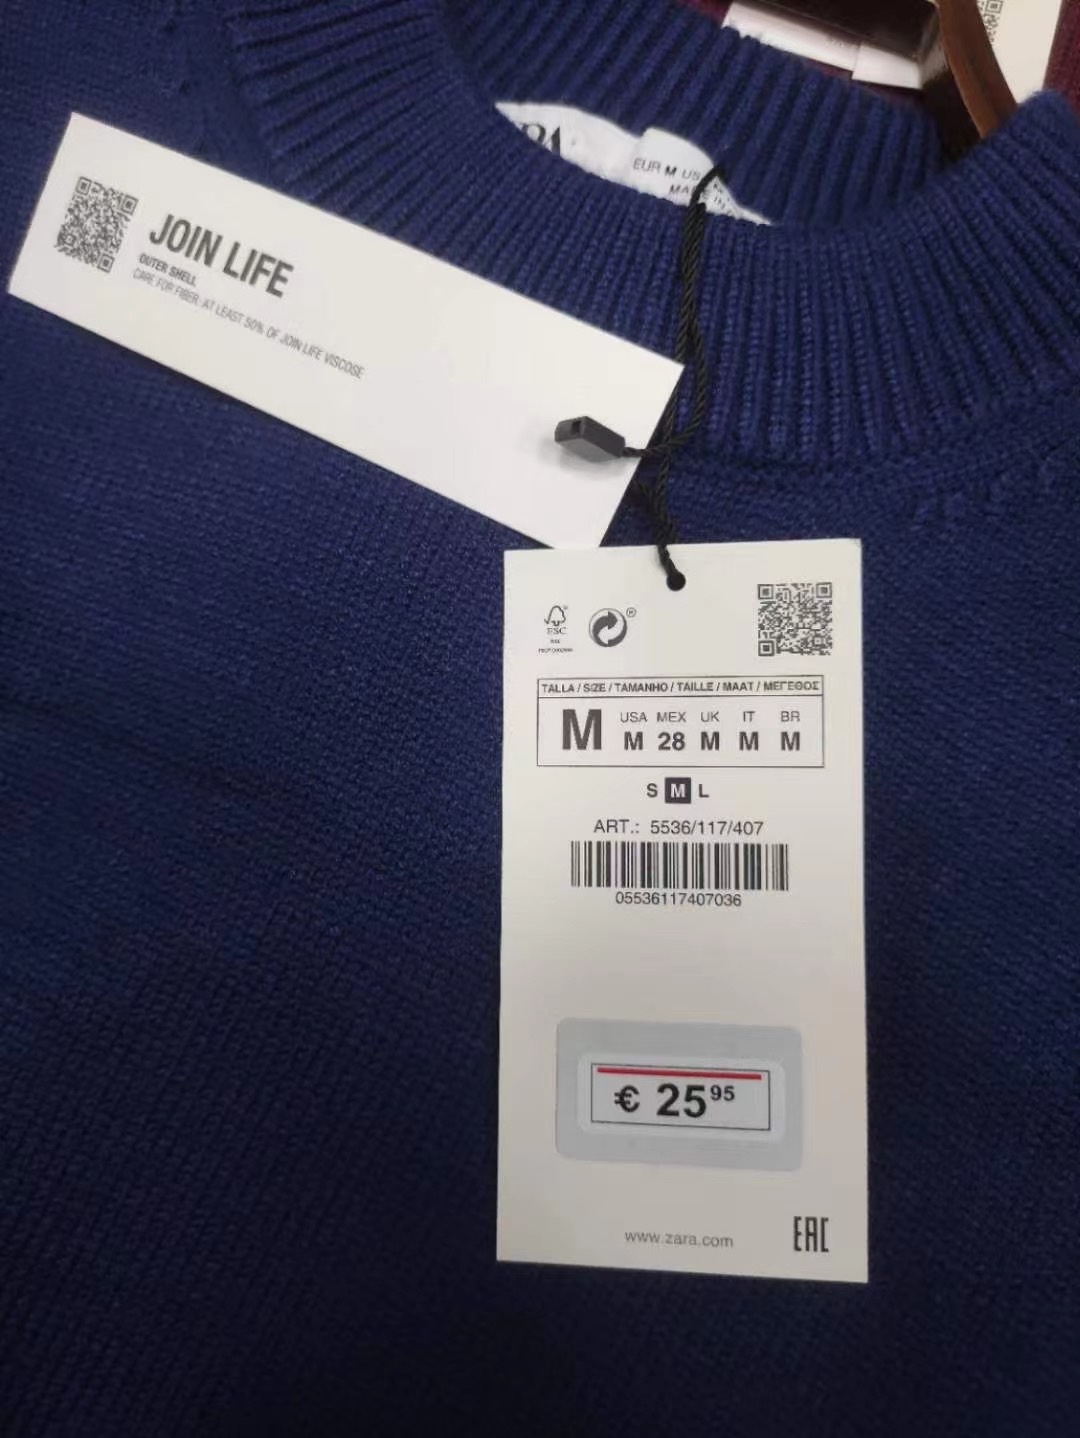 EUR M US
JOIN LIFE
OUTER SHELL
CARE FOR FIBER: AT LEAST 50% OF JOIN LIFE VISCOSE
FSC
TALLA / SIZE / TAMANHO / TAILLE / MAAT / ΜΕΓΕΘΟΣ
M USA MEX UK IT BR
M 28 M M M
S M L
ART.: 5536/117/407
05536117407036
€ 25 95
www.zara.com
EAC